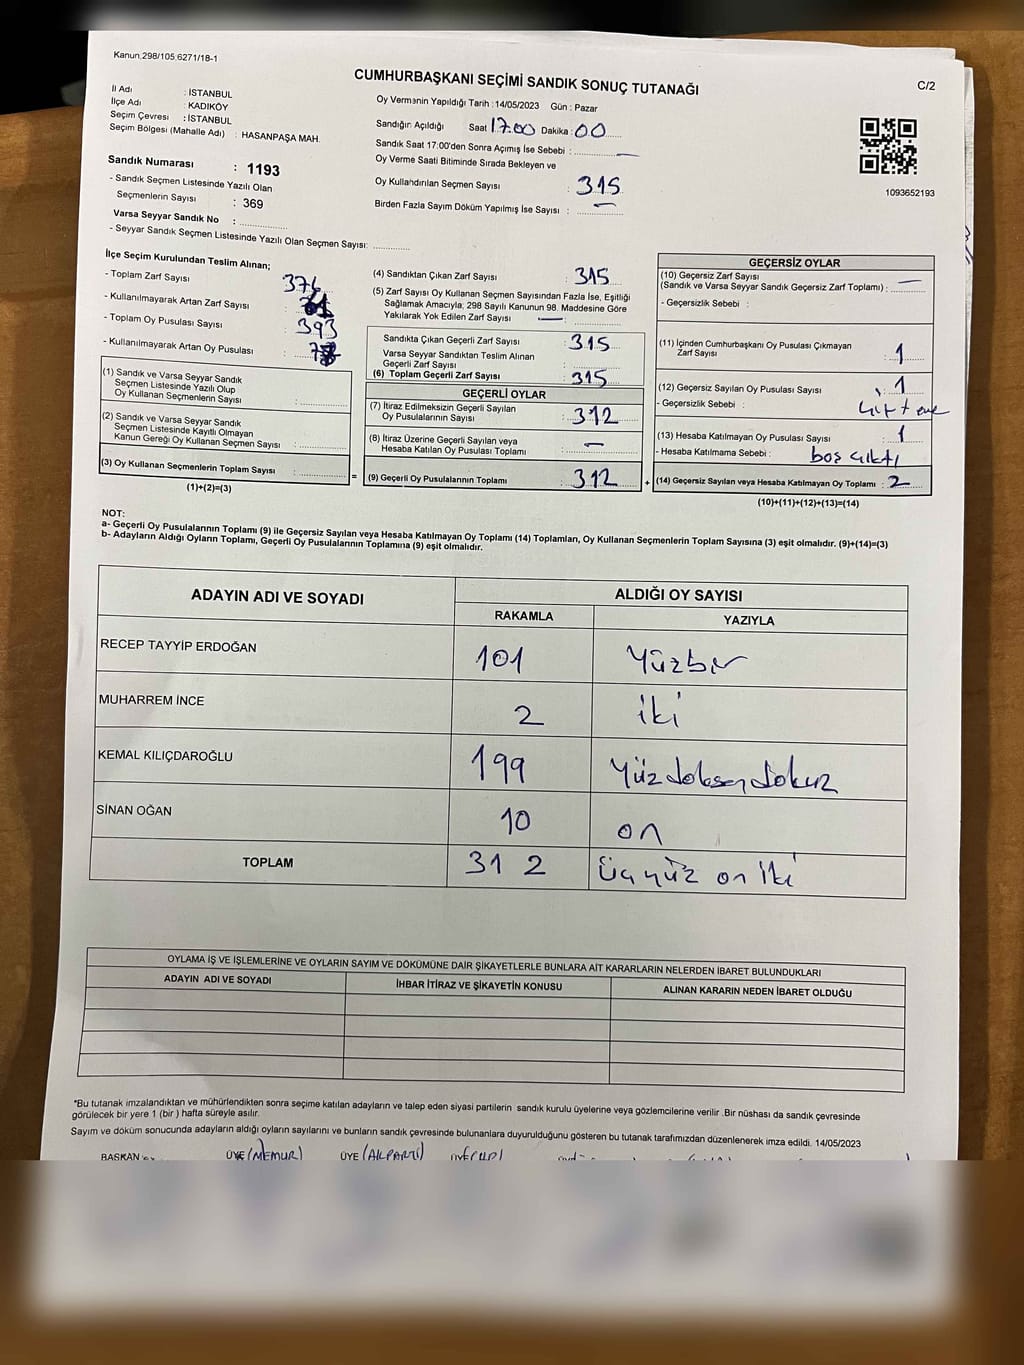 Kanun.298/105.6271/18-1
CUMHURBAŞKANI SEÇİMİ SANDIK SONUÇ TUTANAĞI
C/2
İl Adı : İSTANBUL
İlçe Adı : KADIKÖY
Seçim Çevresi : İSTANBUL
Seçim Bölgesi (Mahalle Adı) : HASANPAŞA MAH.
Sandık Numarası : 1193
- Sandık Seçmen Listesinde Yazılı Olan
Seçmenlerin Sayısı : 369
Varsa Seyyar Sandık No :
- Seyyar Sandık Seçmen Listesinde Yazılı Olan Seçmen Sayısı:
Oy Vermenin Yapıldığı Tarih : 14/05/2023 Gün : Pazar
Sandığın Açıldığı Saat 17.00 Dakika : 00
Sandık Saat 17:00'den Sonra Açımış İse Sebebi : —
Oy Verme Saati Bitiminde Sırada Bekleyen ve
Oy Kullandırılan Seçmen Sayısı : 315
Birden Fazla Sayım Döküm Yapılmış İse Sayısı : —
1093652193
İlçe Seçim Kurulundan Teslim Alınan;
- Toplam Zarf Sayısı : 376
- Kullanılmayarak Artan Zarf Sayısı :
- Toplam Oy Pusulası Sayısı : 393
- Kullanılmayarak Artan Oy Pusulası :
(1) Sandık ve Varsa Seyyar Sandık
Seçmen Listesinde Yazılı Olup
Oy Kullanan Seçmenlerin Sayısı :
(2) Sandık ve Varsa Seyyar Sandık
Seçmen Listesinde Kayıtlı Olmayan
Kanun Gereği Oy Kullanan Seçmen Sayısı :
(3) Oy Kullanan Seçmenlerin Toplam Sayısı :
(1)+(2)=(3)
(4) Sandıktan Çıkan Zarf Sayısı : 315
(5) Zarf Sayısı Oy Kullanan Seçmen Sayısından Fazla İse, Eşitliği
Sağlamak Amacıyla; 298 Sayılı Kanunun 98. Maddesine Göre
Yakılarak Yok Edilen Zarf Sayısı — :
Sandıkta Çıkan Geçerli Zarf Sayısı : 315
Varsa Seyyar Sandıktan Teslim Alınan
Geçerli Zarf Sayısı :
(6) Toplam Geçerli Zarf Sayısı : 315
GEÇERLİ OYLAR
(7) İtiraz Edilmeksizin Geçerli Sayılan
Oy Pusulalarının Sayısı : 312
(8) İtiraz Üzerine Geçerli Sayılan veya
Hesaba Katılan Oy Pusulası Toplamı : —
= (9) Geçerli Oy Pusulalarının Toplamı : 312
GEÇERSİZ OYLAR
(10) Geçersiz Zarf Sayısı
(Sandık ve Varsa Seyyar Sandık Geçersiz Zarf Toplamı) : —
- Geçersizlik Sebebi :
(11) İçinden Cumhurbaşkanı Oy Pusulası Çıkmayan
Zarf Sayısı : 1
(12) Geçersiz Sayılan Oy Pusulası Sayısı : 1
- Geçersizlik Sebebi :
(13) Hesaba Katılmayan Oy Pusulası Sayısı : 1
- Hesaba Katılmama Sebebi : boş çıktı
+ (14) Geçersiz Sayılan veya Hesaba Katılmayan Oy Toplamı : 2
(10)+(11)+(12)+(13)=(14)
NOT:
a- Geçerli Oy Pusulalarının Toplamı (9) ile Geçersiz Sayılan veya Hesaba Katılmayan Oy Toplamı (14) Toplamları, Oy Kullanan Seçmenlerin Toplam Sayısına (3) eşit olmalıdır. (9)+(14)=(3)
b- Adayların Aldığı Oyların Toplamı, Geçerli Oy Pusulalarının Toplamına (9) eşit olmalıdır.
ADAYIN ADI VE SOYADI ALDIĞI OY SAYISI
RAKAMLA YAZIYLA
RECEP TAYYİP ERDOĞAN 101 Yüzbir
MUHARREM İNCE 2 iki
KEMAL KILIÇDAROĞLU 199 Yüzdoksandokuz
SİNAN OĞAN 10 on
TOPLAM 312 Üçyüz on iki
OYLAMA İŞ VE İŞLEMLERİNE VE OYLARIN SAYIM VE DÖKÜMÜNE DAİR ŞİKAYETLERLE BUNLARA AİT KARARLARIN NELERDEN İBARET BULUNDUKLARI
ADAYIN ADI VE SOYADI İHBAR İTİRAZ VE ŞİKAYETİN KONUSU ALINAN KARARIN NEDEN İBARET OLDUĞU
*Bu tutanak imzalandıktan ve mühürlendikten sonra seçime katılan adayların ve talep eden siyasi partilerin sandık kurulu üyelerine veya gözlemcilerine verilir .Bir nüshası da sandık çevresinde
görülecek bir yere 1 (bir ) hafta süreyle asılır.
Sayım ve döküm sonucunda adayların aldığı oyların sayılarını ve bunların sandık çevresinde bulunanlara duyurulduğunu gösteren bu tutanak tarafımızdan düzenlenerek imza edildi. 14/05/2023
BAŞKAN ÜYE (MEMUR) ÜYE (AK PARTİ)